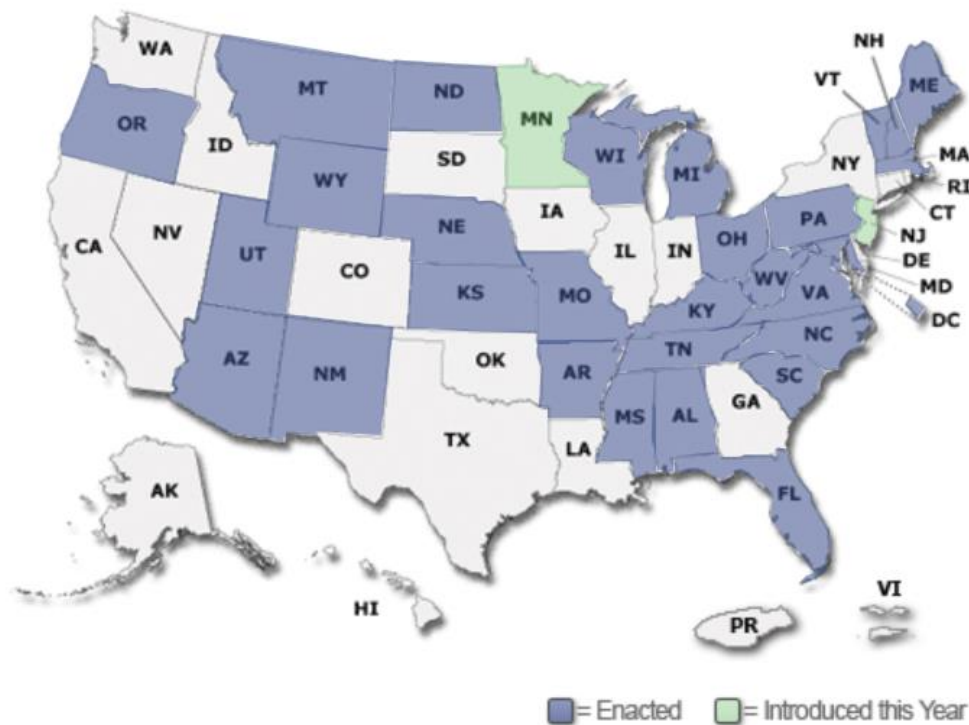 WA
NH
VT
ME
MT
ND
MN
OR
ID
SD
WI
NY
MA
WY
MI
RI
CT
IA
PA
NJ
NE
OH
DE
NV
IL
IN
CA
UT
CO
WV
MD
VA
KS
MO
KY
DC
NC
TN
AZ
NM
OK
AR
SC
MS
AL
GA
TX
LA
AK
FL
HI
VI
PR
= Enacted
= Introduced this Year